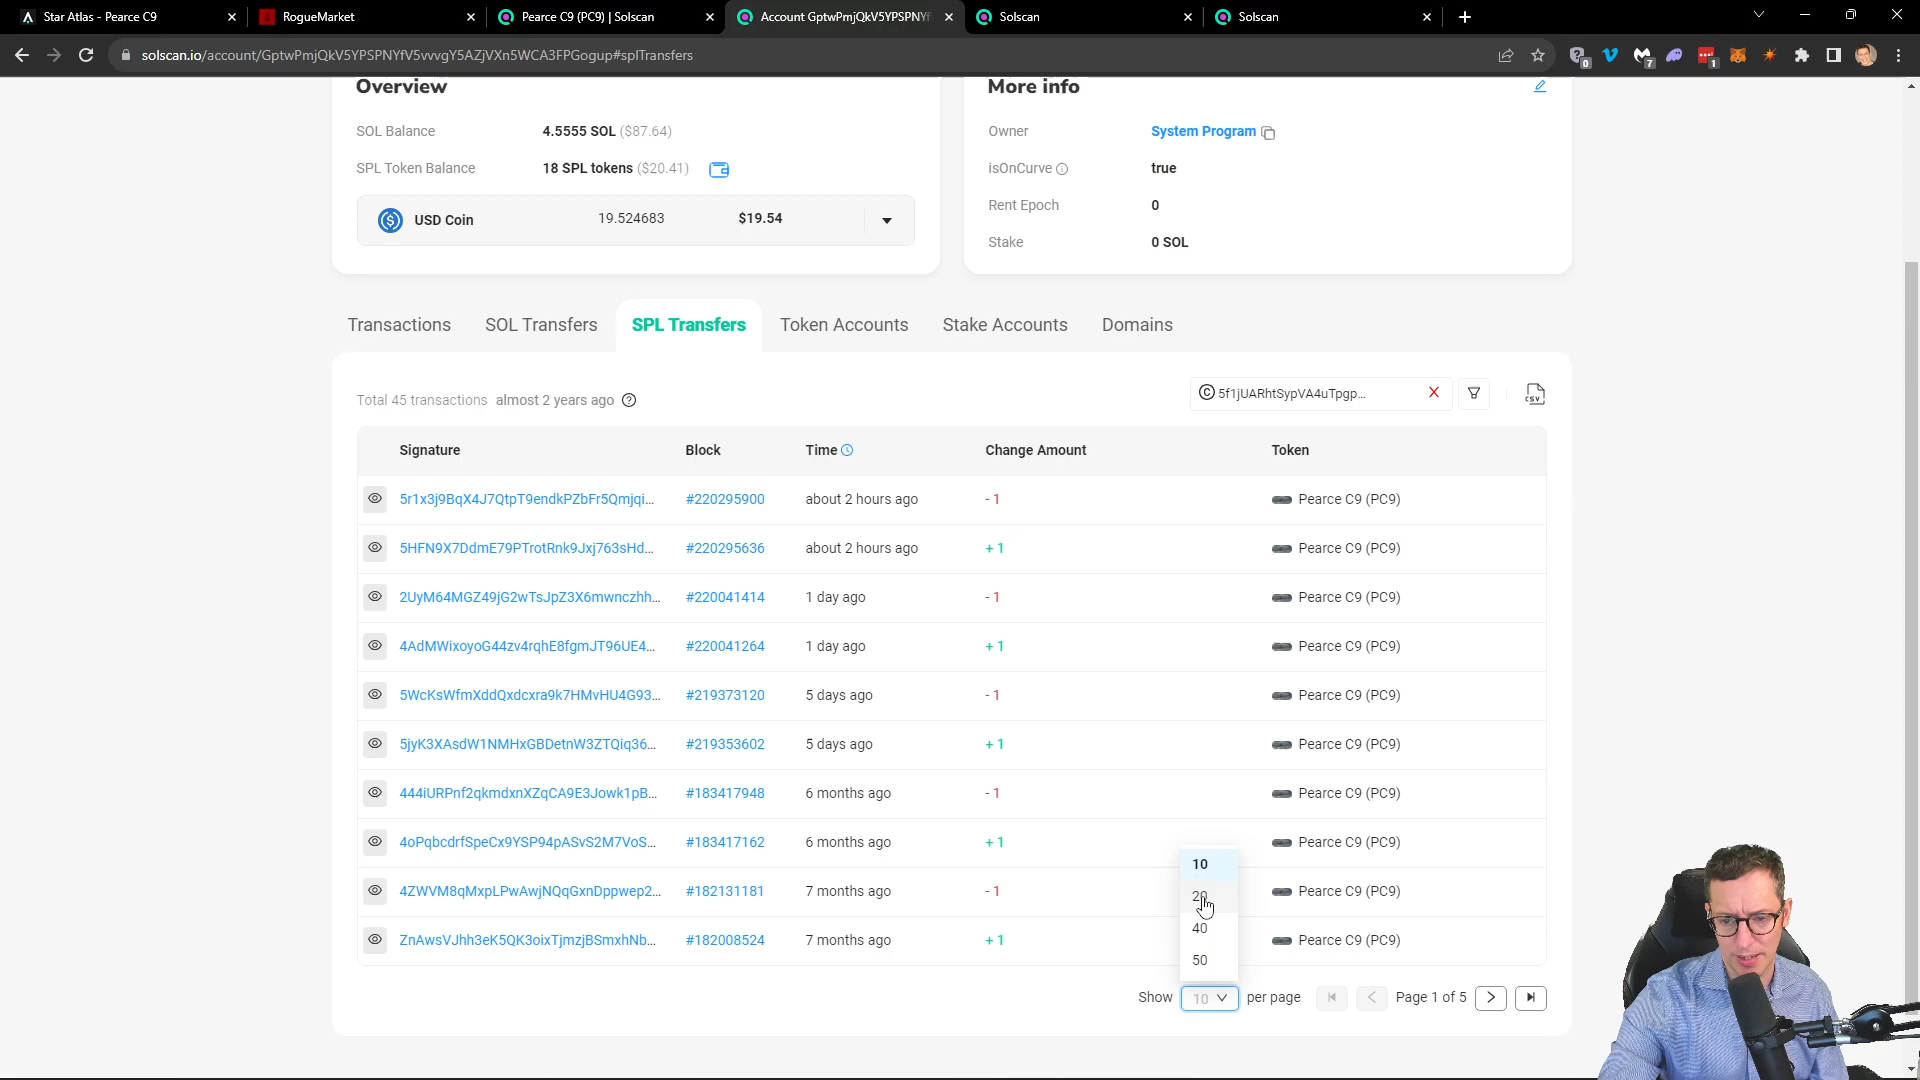 Star Atlas - Pearce C9
RogueMarket
Pearce C9 (PC9) | Solscan
Account GptwPmjQkV5YPSPNYf
Solscan
Solscan
solscan.io/account/GptwPmjQkV5YPSPNYfV5vvvgY5AZjVXn5WCA3FPGogup#splTransfers
0
7
1
Overview
More info
SOL Balance 4.5555 SOL ($87.64)
Owner System Program
SPL Token Balance 18 SPL tokens ($20.41)
isOnCurve true
USD Coin 19.524683 $19.54
Rent Epoch 0
Stake 0 SOL
Transactions SOL Transfers SPL Transfers Token Accounts Stake Accounts Domains
Total 45 transactions almost 2 years ago
5f1jUARhtSypVA4uTpgp... X
CSV
Signature Block Time Change Amount Token
5r1x3j9BqX4J7QtpT9endkPZbFr5Qmjqi... #220295900 about 2 hours ago - 1 Pearce C9 (PC9)
5HFN9X7DdmE79PTrotRnk9Jxj763sHd... #220295636 about 2 hours ago + 1 Pearce C9 (PC9)
2UyM64MGZ49jG2wTsJpZ3X6mwnczhh... #220041414 1 day ago - 1 Pearce C9 (PC9)
4AdMWixoyoG44zv4rqhE8fgmJT96UE4... #220041264 1 day ago + 1 Pearce C9 (PC9)
5WcKsWfmXddQxdcxra9k7HMvHU4G93... #219373120 5 days ago - 1 Pearce C9 (PC9)
5jyK3XAsdW1NMHxGBDetnW3ZTQiq36... #219353602 5 days ago + 1 Pearce C9 (PC9)
444iURPnf2qkmdxnXZqCA9E3Jowk1pB... #183417948 6 months ago - 1 Pearce C9 (PC9)
4oPqbcdrfSpeCx9YSP94pASvS2M7VoS... #183417162 6 months ago + 1 Pearce C9 (PC9)
4ZWVM8qMxpLPwAwjNQqGxnDppwep2... #182131181 7 months ago - 1 Pearce C9 (PC9)
ZnAwsVJhh3eK5QK3oixTjmzjBSmxhNb... #182008524 7 months ago + 1 Pearce C9 (PC9)
10
20
40
50
Show 10 per page Page 1 of 5